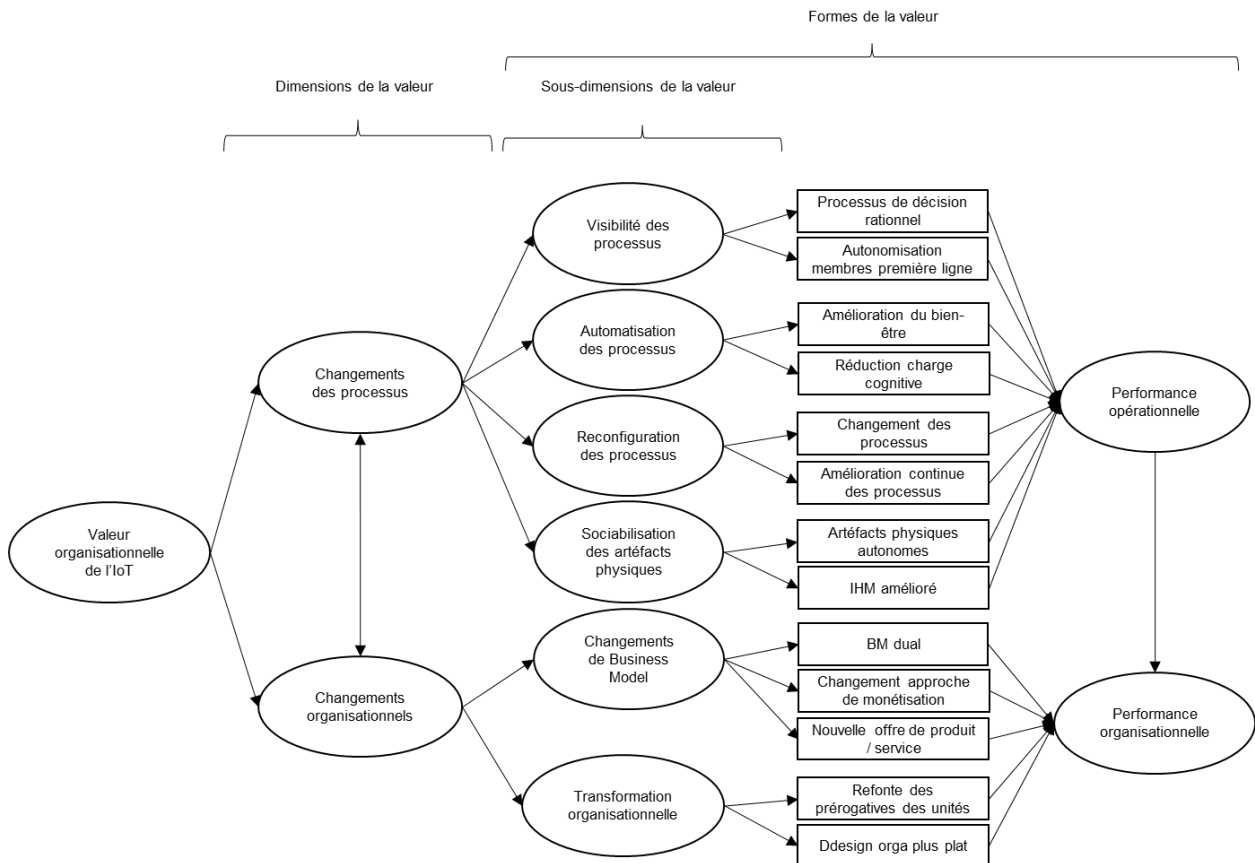 Formes de la valeur
Dimensions de la valeur
Sous-dimensions de la valeur
Valeur
organisationnelle
de l'IoT
Changements
des processus
Changements
organisationnels
Visibilité des
processus
Automatisation
des processus
Reconfiguration
des processus
Sociabilisation
des artéfacts
physiques
Changements
de Business
Model
Transformation
organisationnelle
Processus de décision
rationnel
Autonomisation
membres première ligne
Amélioration du bien-
être
Réduction charge
cognitive
Changement des
processus
Amélioration continue
des processus
Artéfacts physiques
autonomes
IHM amélioré
BM dual
Changement approche
de monétisation
Nouvelle offre de produit
/ service
Refonte des
prérogatives des unités
Ddesign orga plus plat
Performance
opérationnelle
Performance
organisationnelle